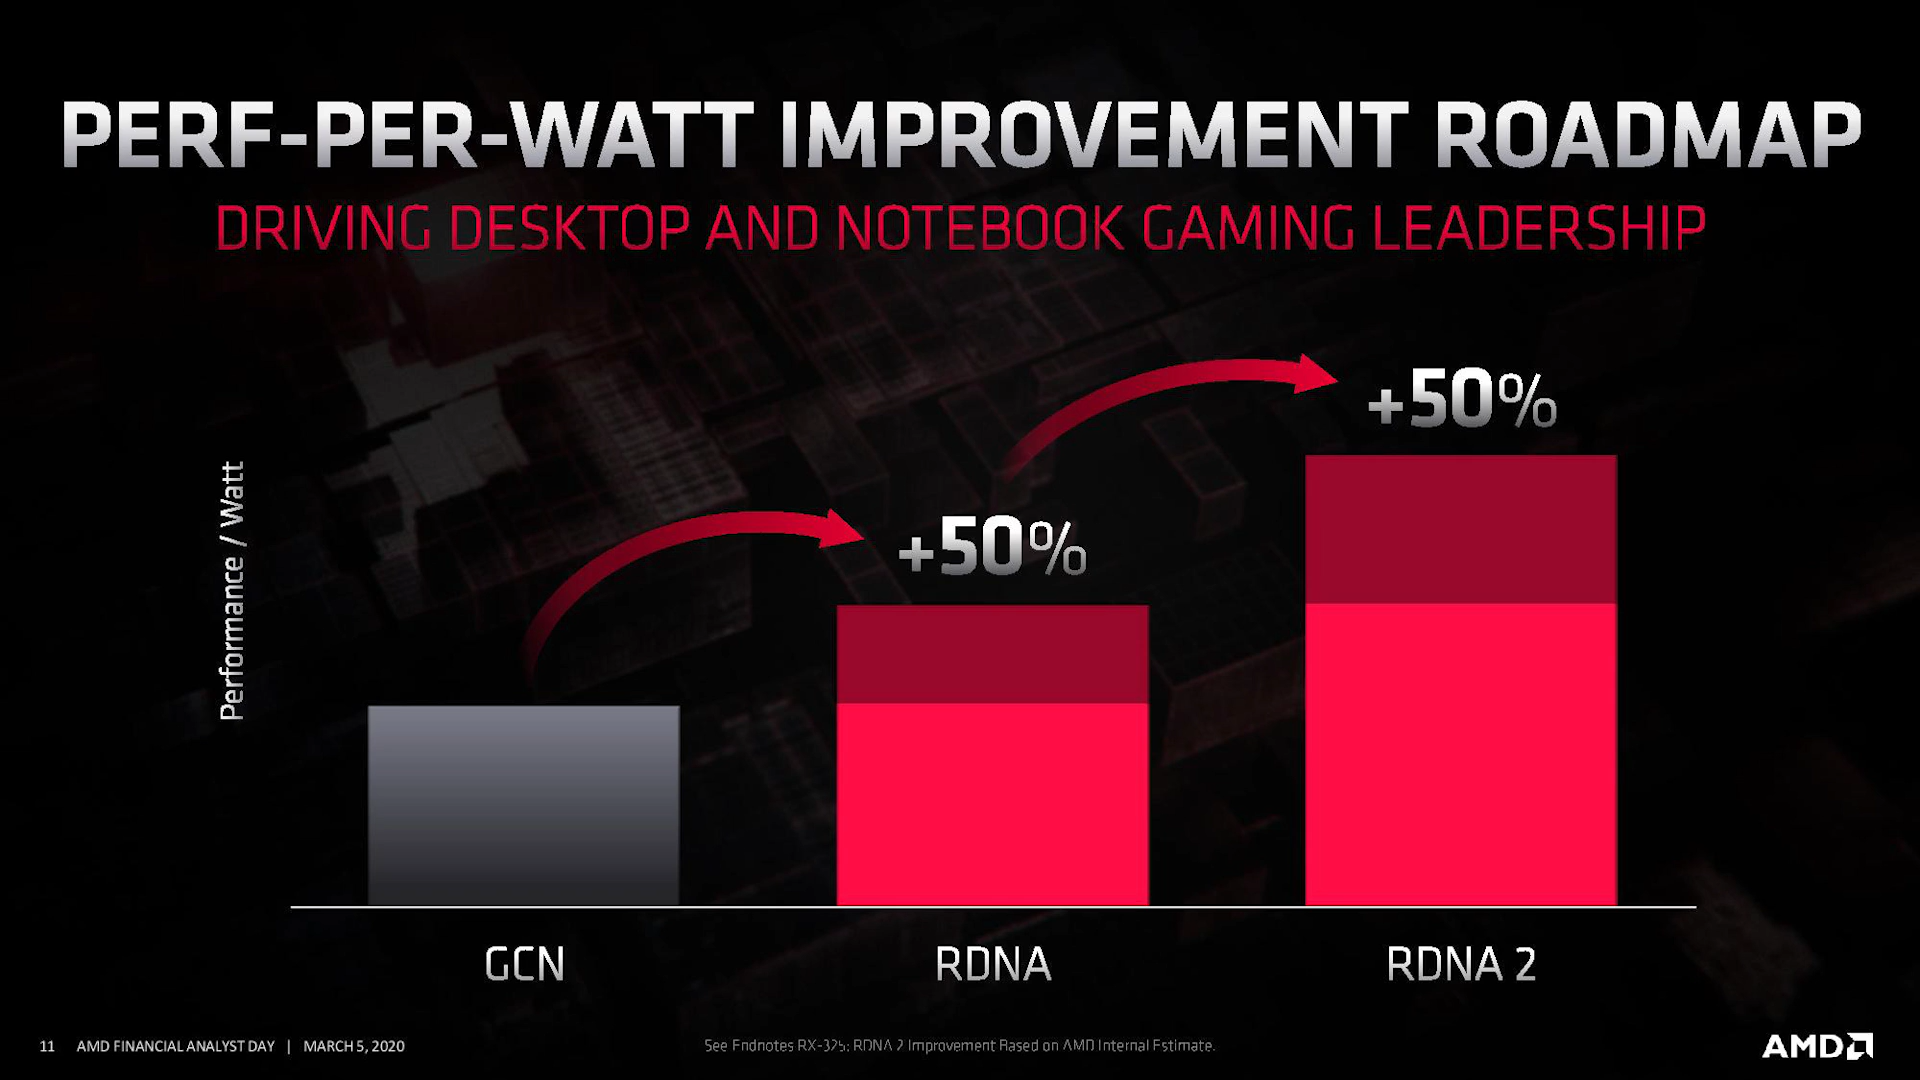 PERF-PER-WATT IMPROVEMENT ROADMAP
DRIVING DESKTOP AND NOTEBOOK GAMING LEADERSHIP
+50%
+50%
Performance / Watt
GCN
RDNA
RDNA 2
11 AMD FINANCIAL ANALYST DAY | MARCH 5, 2020
See Endnotes RX-325; RDNA 2 Improvement Based on AMD Internal Estimate.
AMD